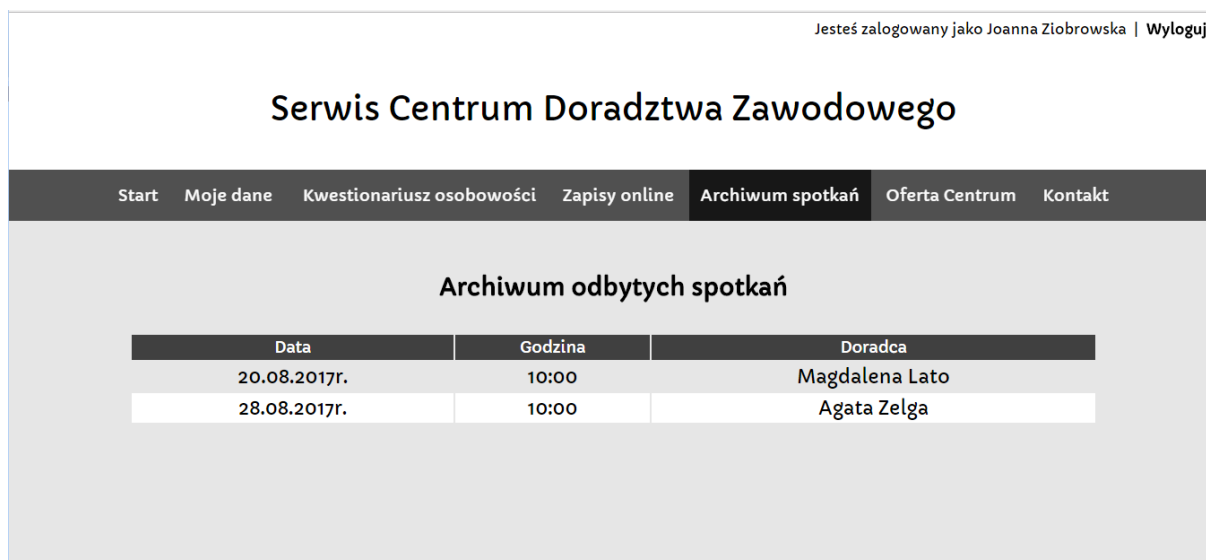 Jesteś zalogowany jako Joanna Ziobrowska | Wyloguj
Serwis Centrum Doradztwa Zawodowego
Start Moje dane Kwestionariusz osobowości Zapisy online Archiwum spotkań Oferta Centrum Kontakt
Archiwum odbytych spotkań
Data Godzina Doradca
20.08.2017r. 10:00 Magdalena Lato
28.08.2017r. 10:00 Agata Zelga